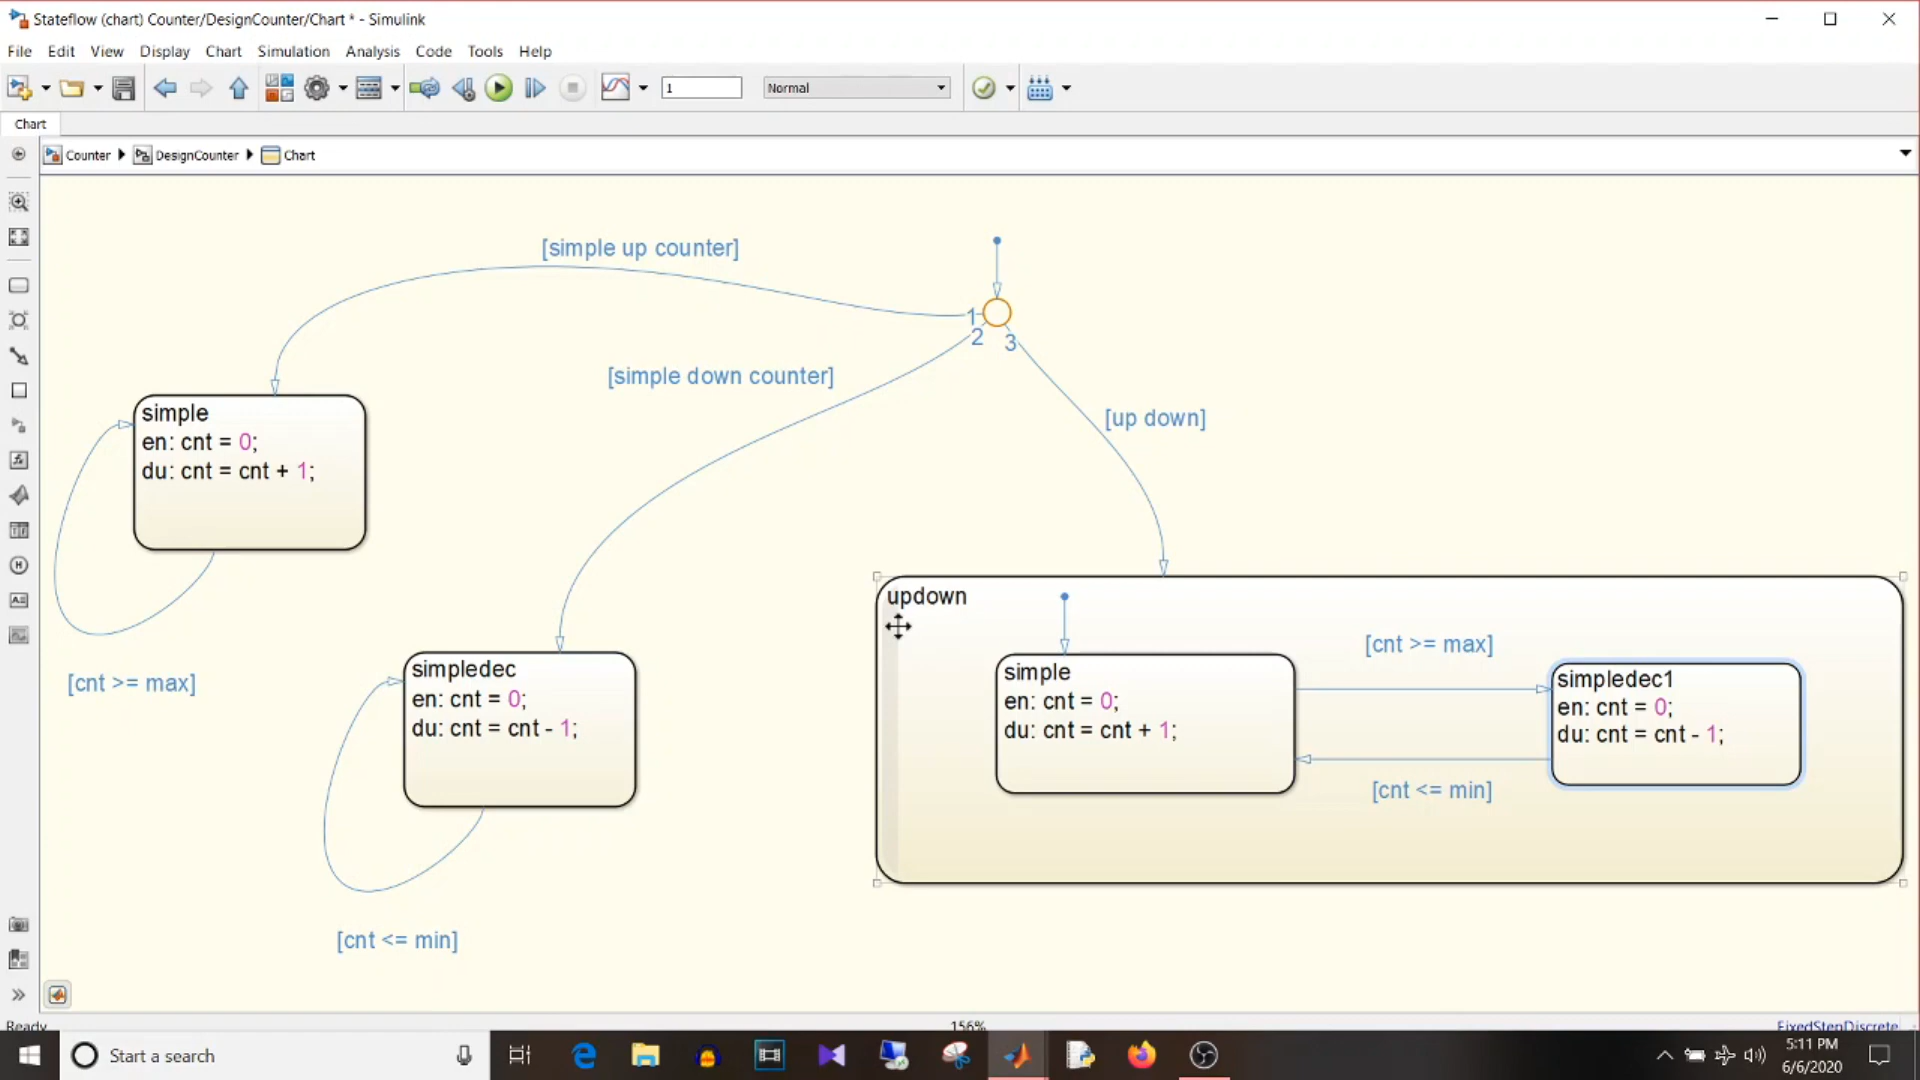 Stateflow (chart) Counter/DesignCounter/Chart * - Simulink
File Edit View Display Chart Simulation Analysis Code Tools Help
1 Normal
Chart
Counter DesignCounter Chart
[simple up counter]
1
2 3
[simple down counter]
[up down]
simple
en: cnt = 0;
du: cnt = cnt + 1;
[cnt >= max]
simpledec
en: cnt = 0;
du: cnt = cnt - 1;
[cnt <= min]
updown
simple
en: cnt = 0;
du: cnt = cnt + 1;
[cnt >= max]
simpledec1
en: cnt = 0;
du: cnt = cnt - 1;
[cnt <= min]
Ready 156% FixedStepDiscrete
Start a search
5:11 PM
6/6/2020